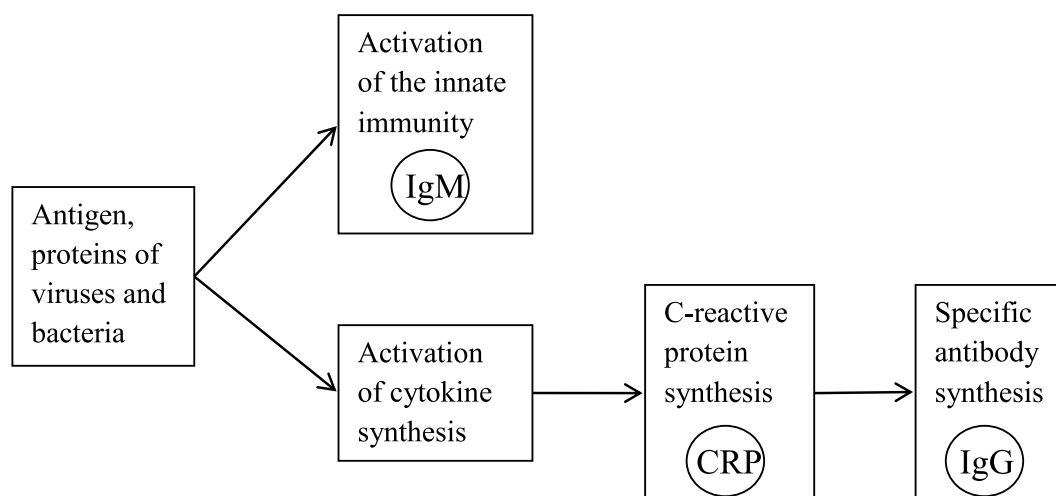 Activation
of the innate
immunity
IgM
Antigen,
proteins of
viruses and
bacteria
Activation
of cytokine
synthesis
C-reactive
protein
synthesis
CRP
Specific
antibody
synthesis
IgG